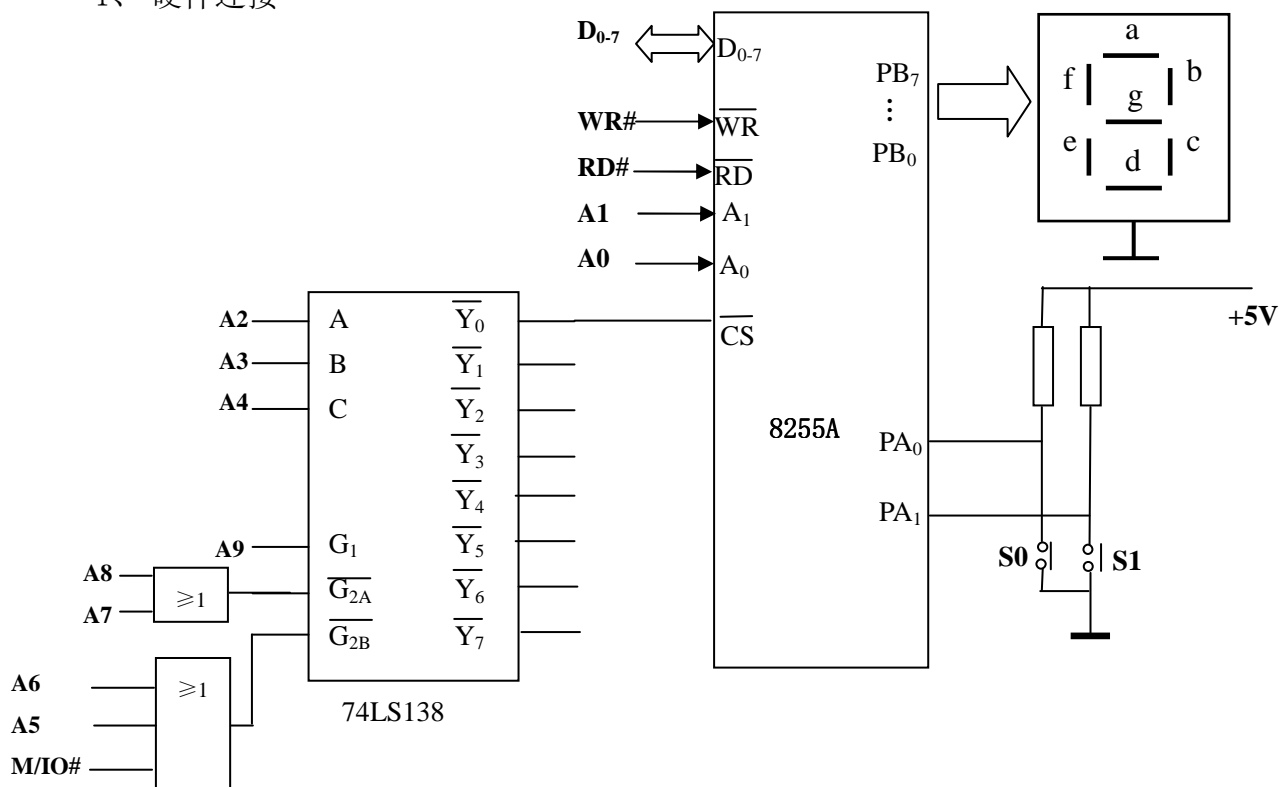 1、 硬件连接
D0-7
D0-7
WR#
WR
RD#
RD
A1
A1
A0
A0
CS
8255A
PB7
⋮
PB0
PA0
PA1
a
f
b
g
e
c
d
+5V
S0
S1
A2
A
Y0
A3
B
Y1
A4
C
Y2
Y3
Y4
A9
G1
Y5
A8
A7
≥1
G2A
Y6
G2B
Y7
A6
≥1
A5
M/IO#
74LS138